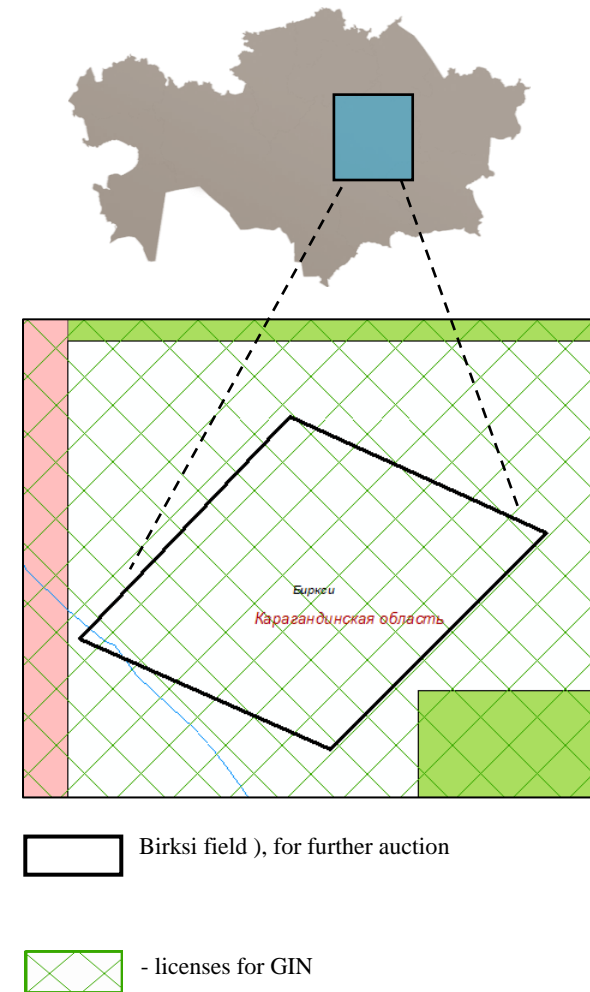 Биркси
Карагандинская область
Birksi field ), for further auction
- licenses for GIN